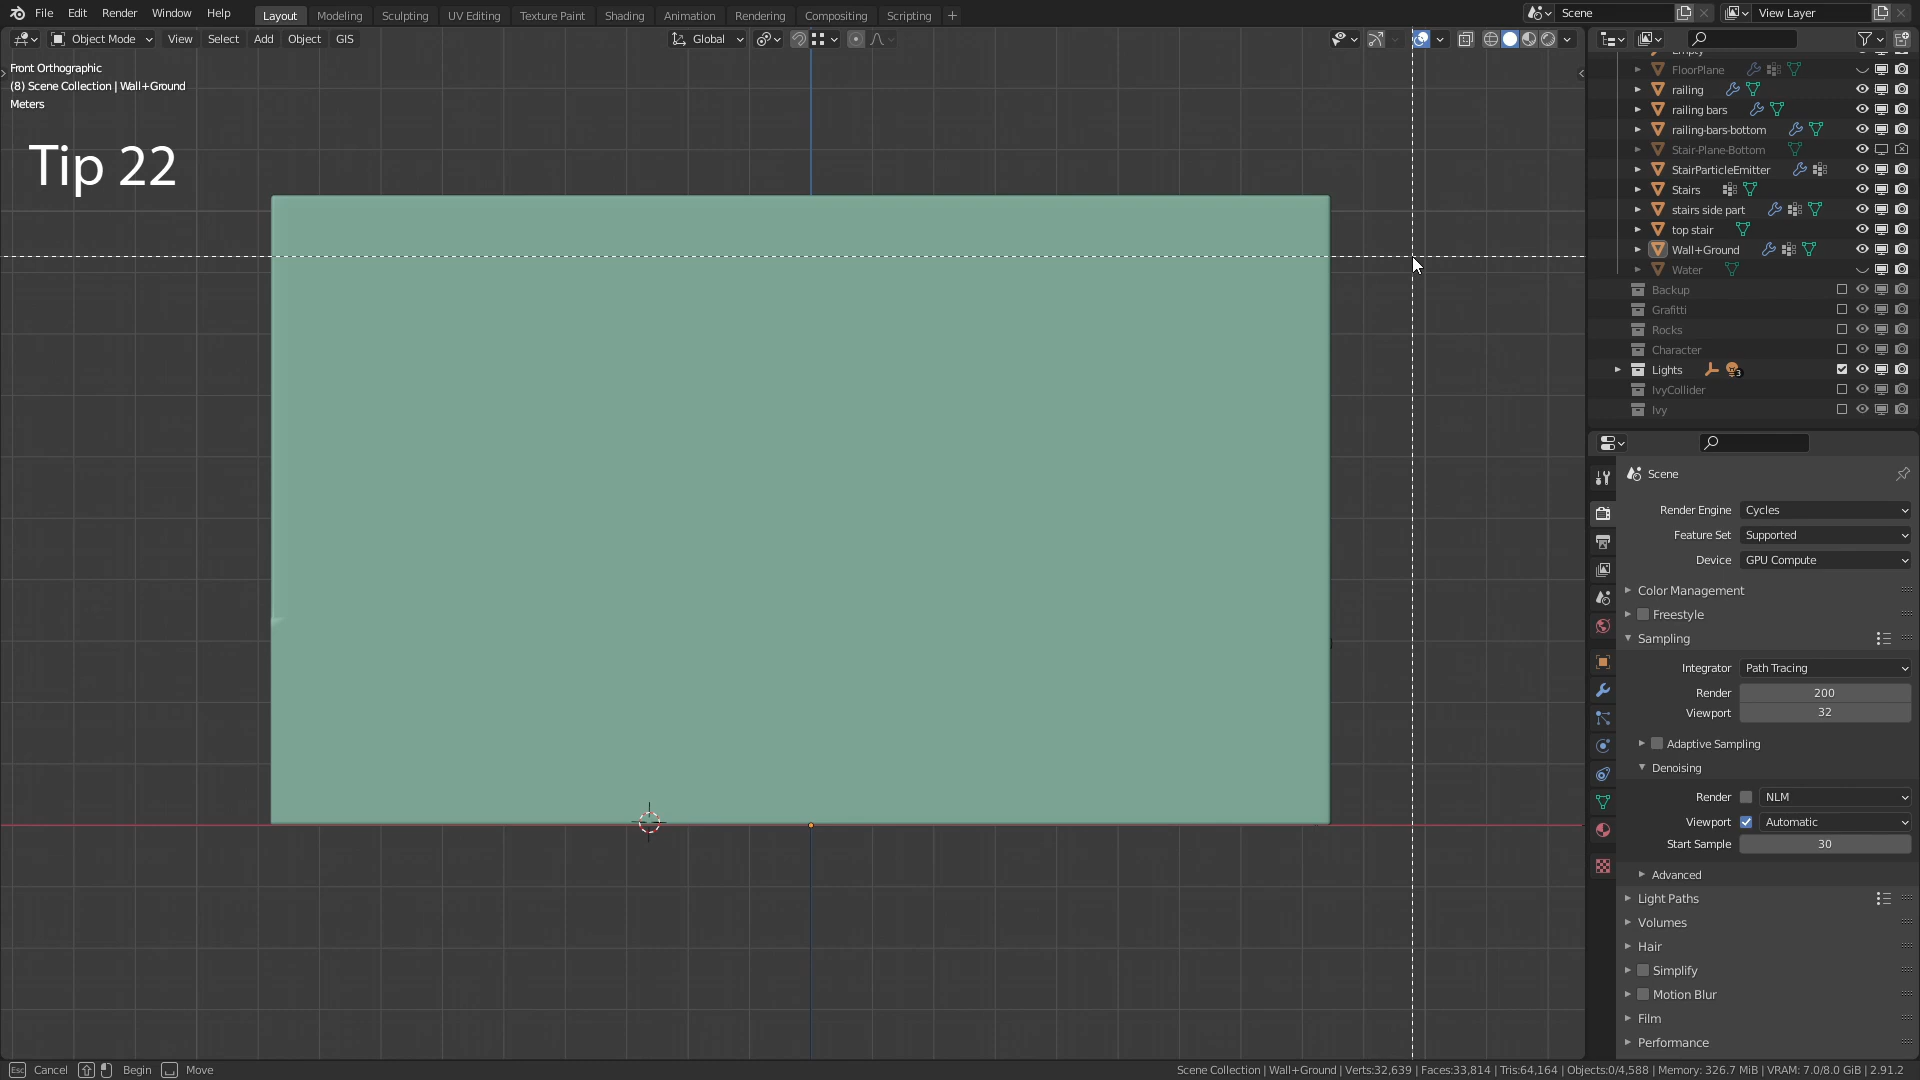 File Edit Render Window Help Layout Modeling Sculpting UV Editing Texture Paint Shading Animation Rendering Compositing Scripting + Scene View Layer
Object Mode View Select Add Object GIS Global
Front Orthographic
(8) Scene Collection | Wall+Ground
Meters
Tip 22
FloorPlane
railing
railing bars
railing-bars-bottom
Stair-Plane-Bottom
StairParticleEmitter
Stairs
stairs side part
top stair
Wall+Ground
Water
Backup
Grafitti
Rocks
Character
Lights 3
IvyCollider
Ivy
Scene
Render Engine Cycles
Feature Set Supported
Device GPU Compute
Color Management
Freestyle
Sampling
Integrator Path Tracing
Render 200
Viewport 32
Adaptive Sampling
Denoising
Render NLM
Viewport Automatic
Start Sample 30
Advanced
Light Paths
Volumes
Hair
Simplify
Motion Blur
Film
Performance
Esc Cancel Begin Move Scene Collection | Wall+Ground | Verts:32,639 | Faces:33,814 | Tris:64,164 | Objects:0/4,588 | Memory: 326.7 MiB | VRAM: 7.0/8.0 GiB | 2.91.2